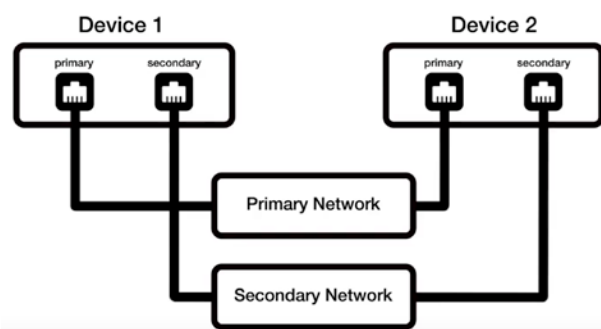 Device 1
Device 2
primary
secondary
primary
secondary
Primary Network
Secondary Network